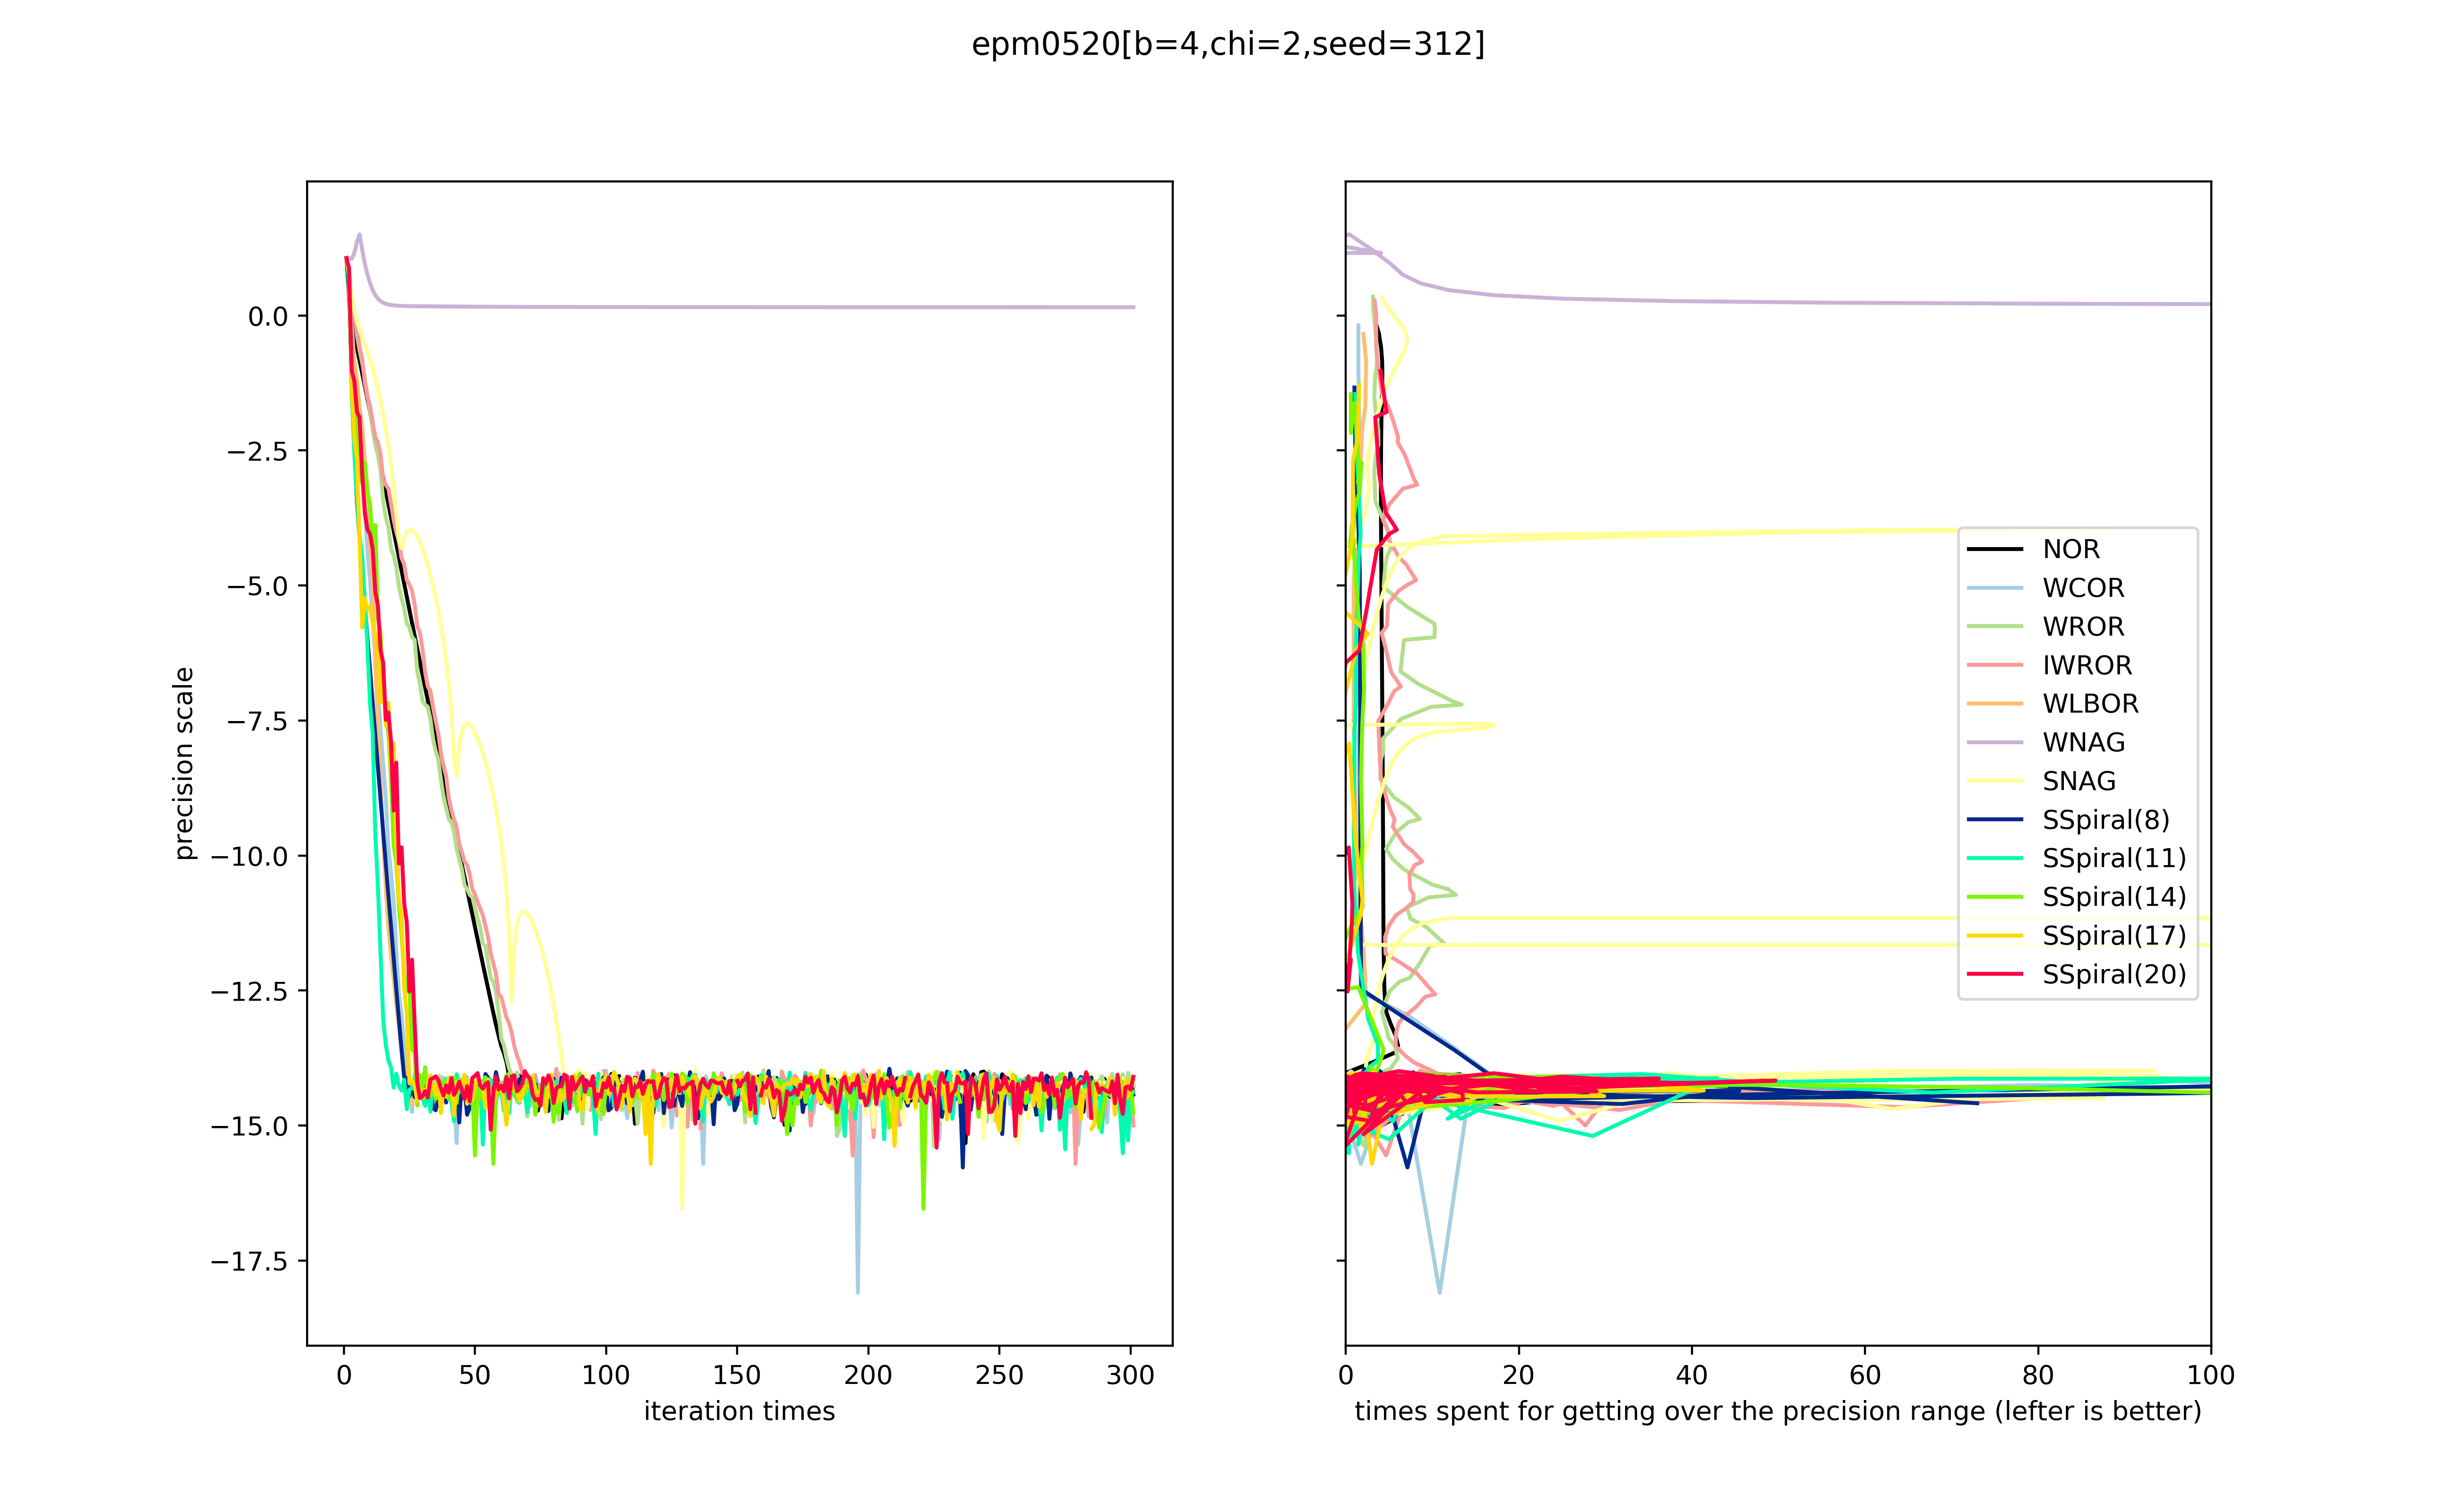 epm0520[b=4,chi=2,seed=312]
precision scale
0.0
−2.5
−5.0
−7.5
−10.0
−12.5
−15.0
−17.5
0 50 100 150 200 250 300
iteration times
NOR
WCOR
WROR
IWROR
WLBOR
WNAG
SNAG
SSpiral(8)
SSpiral(11)
SSpiral(14)
SSpiral(17)
SSpiral(20)
0 20 40 60 80 100
times spent for getting over the precision range (lefter is better)